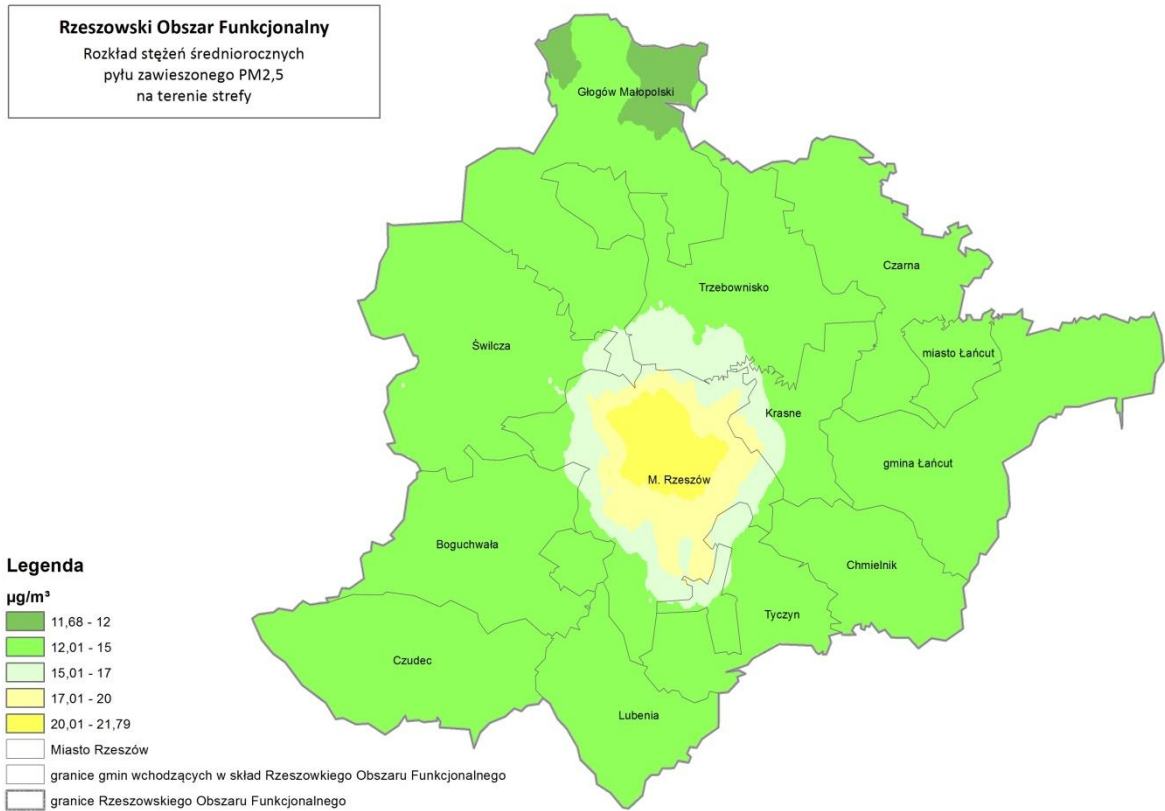 Rzeszowski Obszar Funkcjonalny
Rozkład stężeń średniorocznych
pyłu zawieszonego PM2,5
na terenie strefy
Głogów Małopolski
Czarna
Trzebownisko
Świlcza
miasto Łańcut
Krasne
gmina Łańcut
M. Rzeszów
Boguchwała
Chmielnik
Tyczyn
Czudec
Lubenia
Legenda
µg/m³
11,68 - 12
12,01 - 15
15,01 - 17
17,01 - 20
20,01 - 21,79
Miasto Rzeszów
granice gmin wchodzących w skład Rzeszowkiego Obszaru Funkcjonalnego
granice Rzeszowskiego Obszaru Funkcjonalnego